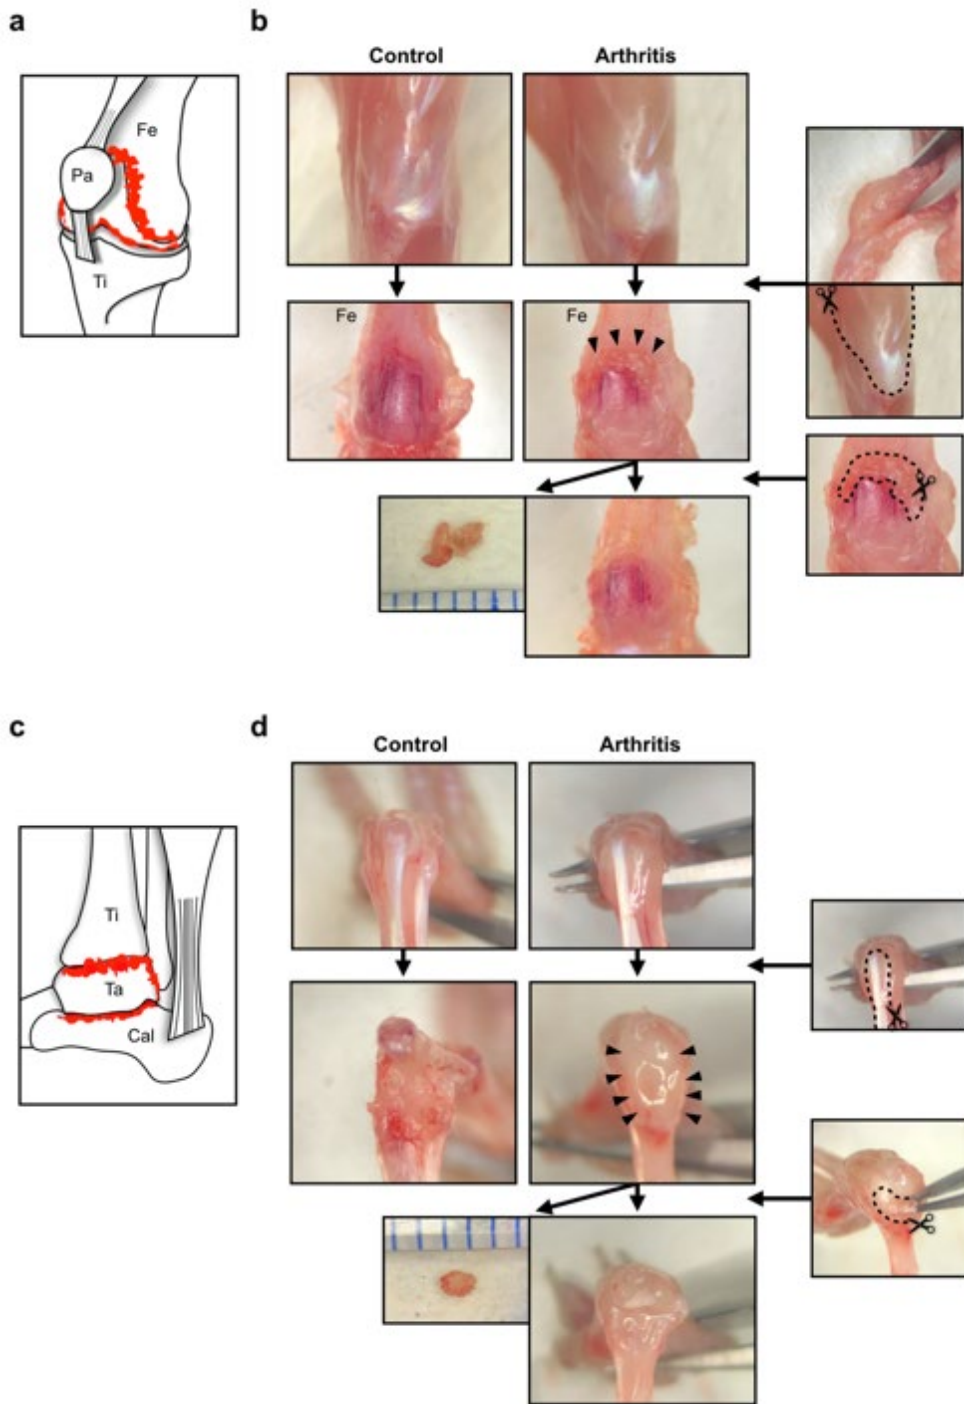 a
b
Control
Arthritis
Fe
Pa
Ti
Fe
Fe
c
d
Control
Arthritis
Ti
Ta
Cal